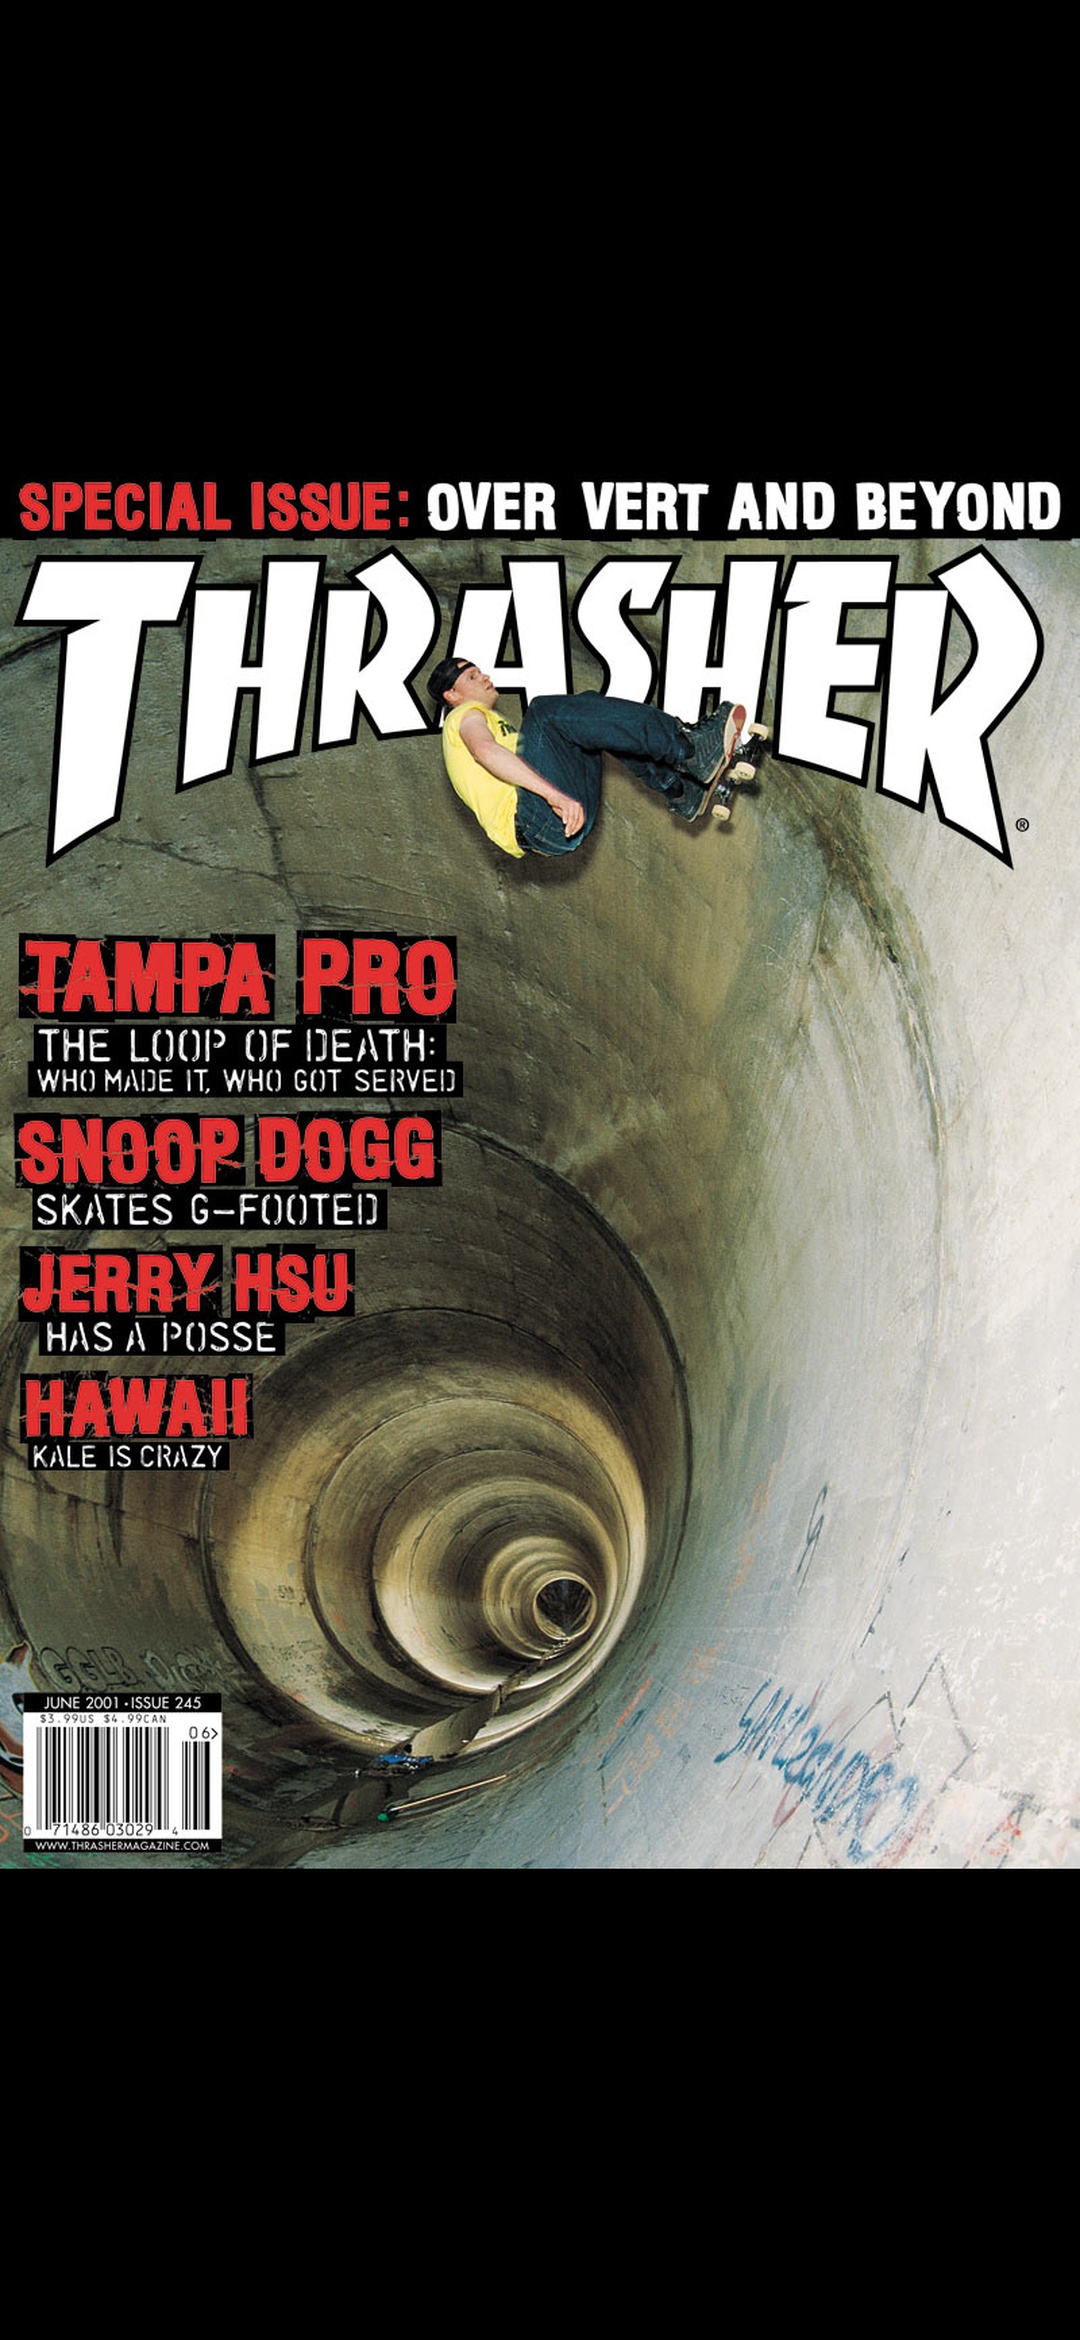 SPECIAL ISSUE: OVER VERT AND BEYOND
THRASHER
®
TAMPA PRO
THE LOOP OF DEATH:
WHO MADE IT, WHO GOT SERVED
SNOOP DOGG
SKATES G-FOOTED
JERRY HSU
HAS A POSSE
HAWAII
KALE IS CRAZY
JUNE 2001 · ISSUE 245
$3.99US $4.99CAN
06>
0 71486 03029 4
WWW.THRASHERMAGAZINE.COM